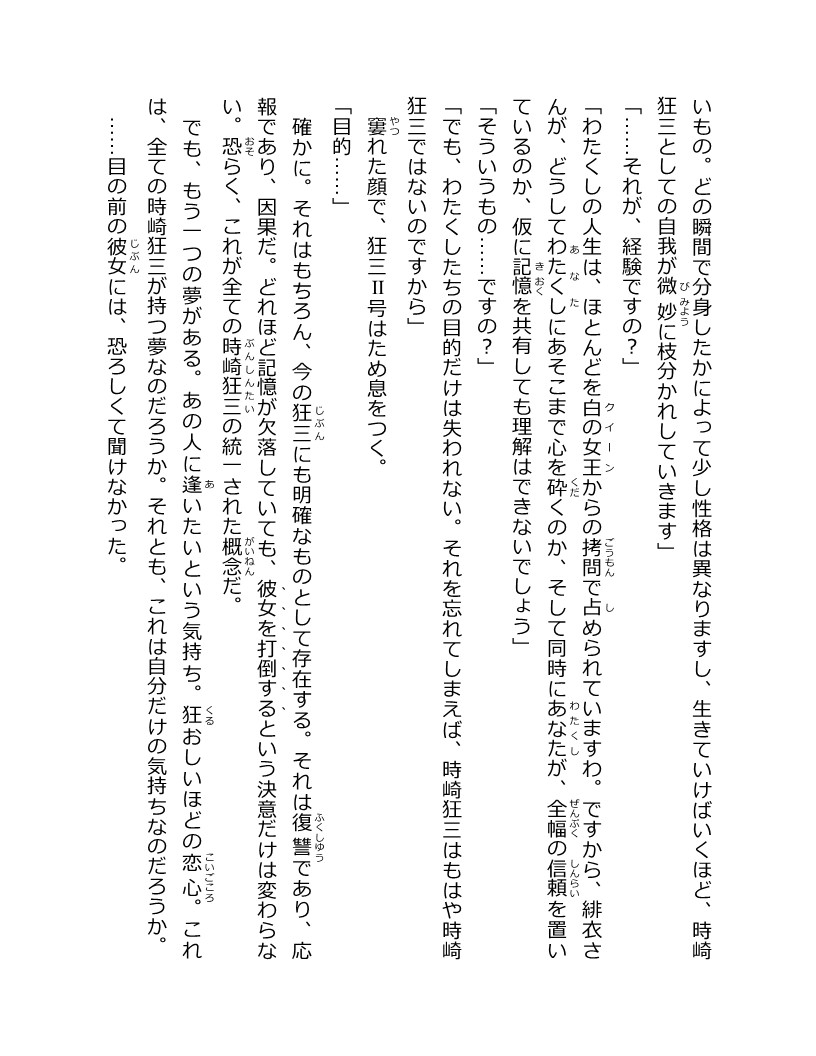 いもの。どの瞬間で分身したかによって少し性格は異なりますし、生きていけばいくほど、時崎
狂三としての自我が微妙に枝分かれしていきます」
「……それが、経験ですの？」
「わたくしの人生は、ほとんどを白の女王からの拷問で占められていますわ。ですから、緋衣さ
んが、どうしてわたくしにあそこまで心を砕くのか、そして同時にあなたが、全幅の信頼を置い
ているのか、仮に記憶を共有しても理解はできないでしょう」
「そういうもの……ですの？」
「でも、わたくしたちの目的だけは失われない。それを忘れてしまえば、時崎狂三はもはや時崎
狂三ではないのですから」
窶れた顔で、狂三Ⅱ号はため息をつく。
「目的……」
確かに。それはもちろん、今の狂三にも明確なものとして存在する。それは復讐であり、応
報であり、因果だ。どれほど記憶が欠落していても、彼女を打倒するという決意だけは変わらな
い。恐らく、これが全ての時崎狂三の統一された概念だ。
でも、もう一つの夢がある。あの人に逢いたいという気持ち。狂おしいほどの恋心。これ
は、全ての時崎狂三が持つ夢なのだろうか。それとも、これは自分だけの気持ちなのだろうか。
……目の前の彼女には、恐ろしくて聞けなかった。